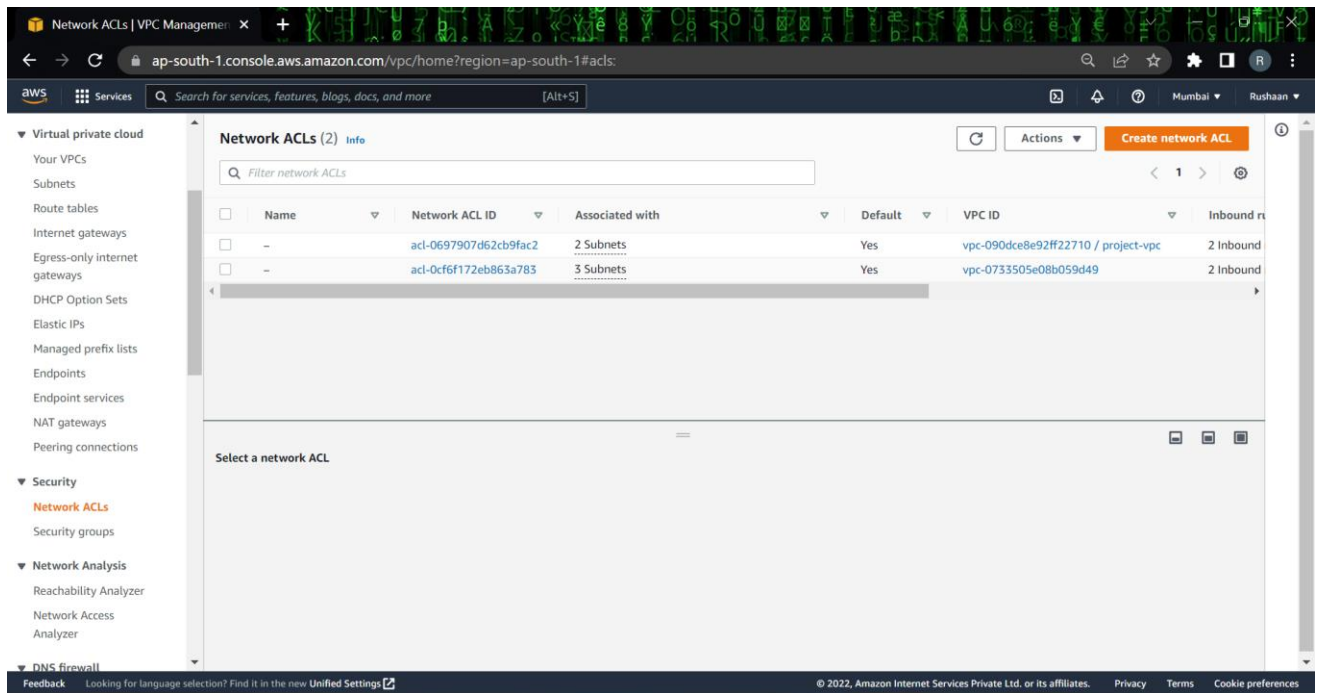 Network ACLs | VPC Managemen
ap-south-1.console.aws.amazon.com/vpc/home?region=ap-south-1#acls:
R
aws Services Search for services, features, blogs, docs, and more [Alt+S] Mumbai Rushaan
Virtual private cloud
Your VPCs
Subnets
Route tables
Internet gateways
Egress-only internet
gateways
DHCP Option Sets
Elastic IPs
Managed prefix lists
Endpoints
Endpoint services
NAT gateways
Peering connections
Security
Network ACLs
Security groups
Network Analysis
Reachability Analyzer
Network Access
Analyzer
DNS firewall
Network ACLs (2) Info
Actions Create network ACL
Filter network ACLs
1
Name Network ACL ID Associated with Default VPC ID Inbound ru
– acl-0697907d62cb9fac2 2 Subnets Yes vpc-090dce8e92ff22710 / project-vpc 2 Inbound
– acl-0cf6f172eb863a783 3 Subnets Yes vpc-0733505e08b059d49 2 Inbound
Select a network ACL
Feedback Looking for language selection? Find it in the new Unified Settings © 2022, Amazon Internet Services Private Ltd. or its affiliates. Privacy Terms Cookie preferences